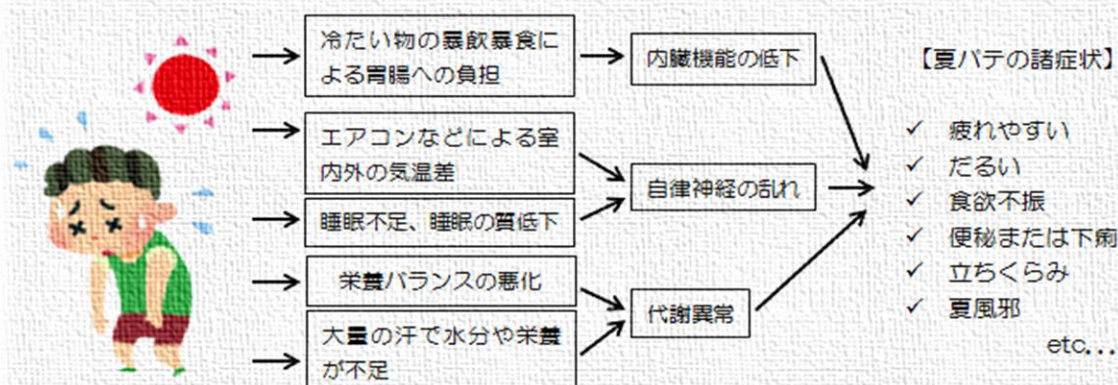 冷たい物の暴飲暴食に
よる胃腸への負担
内臓機能の低下
エアコンなどによる室
内外の気温差
睡眠不足、睡眠の質低下
自律神経の乱れ
栄養バランスの悪化
大量の汗で水分や栄養
が不足
代謝異常
【夏バテの諸症状】
✓ 疲れやすい
✓ だるい
✓ 食欲不振
✓ 便秘または下痢
✓ 立ちくらみ
✓ 夏風邪
etc...